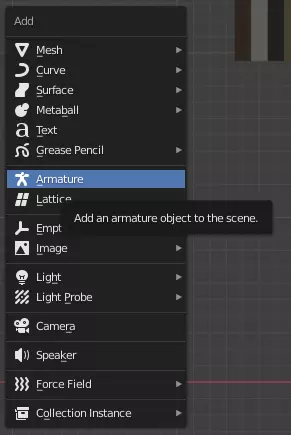 Add
Mesh
Curve
Surface
Metaball
Text
Grease Pencil
Armature
Lattice
Add an armature object to the scene.
Empt
Image
Light
Light Probe
Camera
Speaker
Force Field
Collection Instance